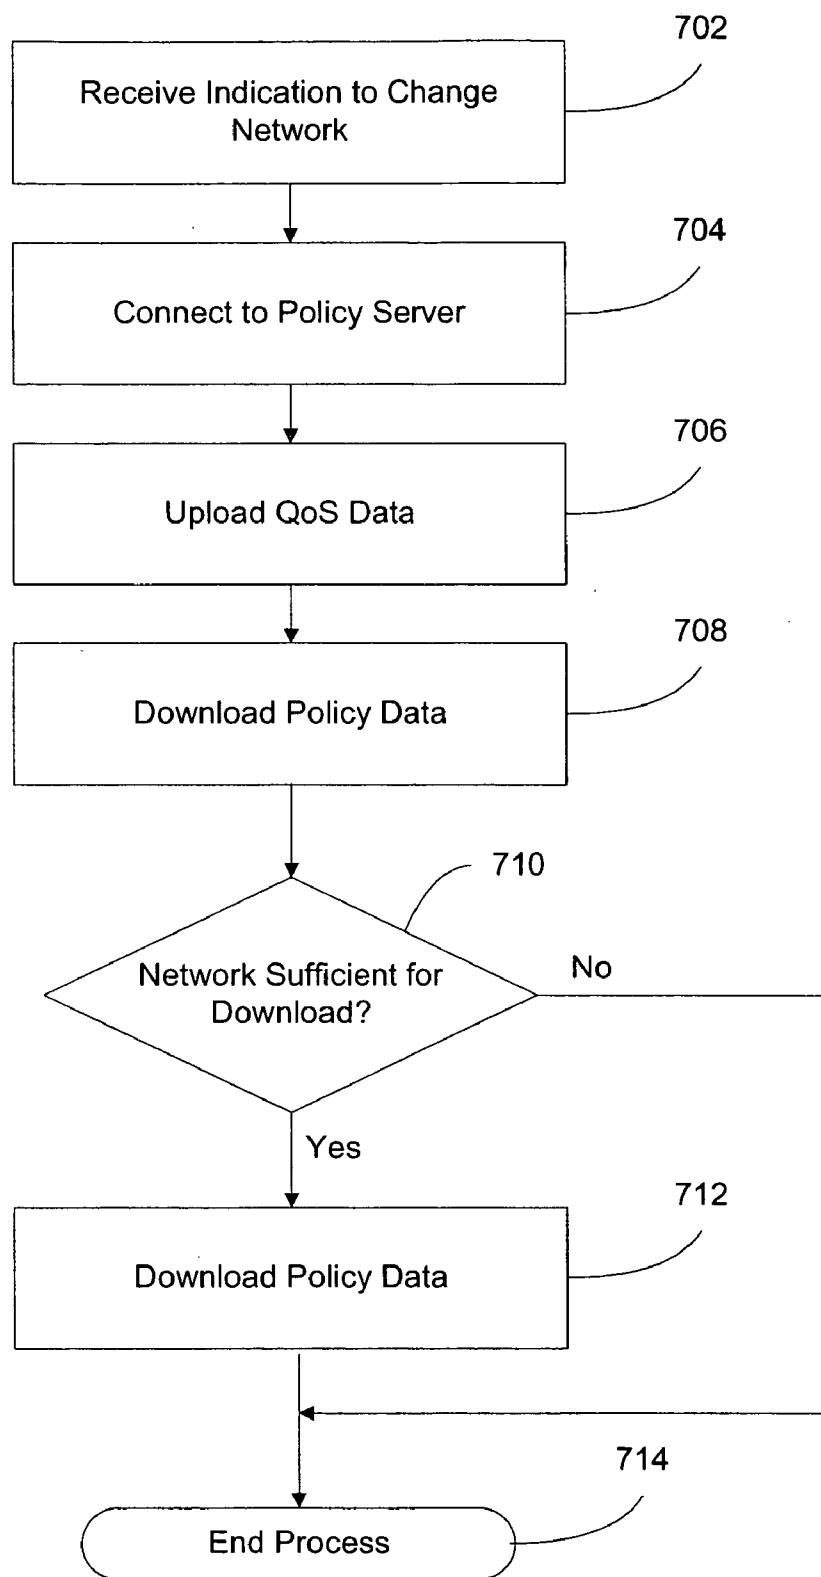 702
Receive Indication to Change
Network
704
Connect to Policy Server
706
Upload QoS Data
708
Download Policy Data
710
Network Sufficient for
Download?
No
Yes
712
Download Policy Data
714
End Process